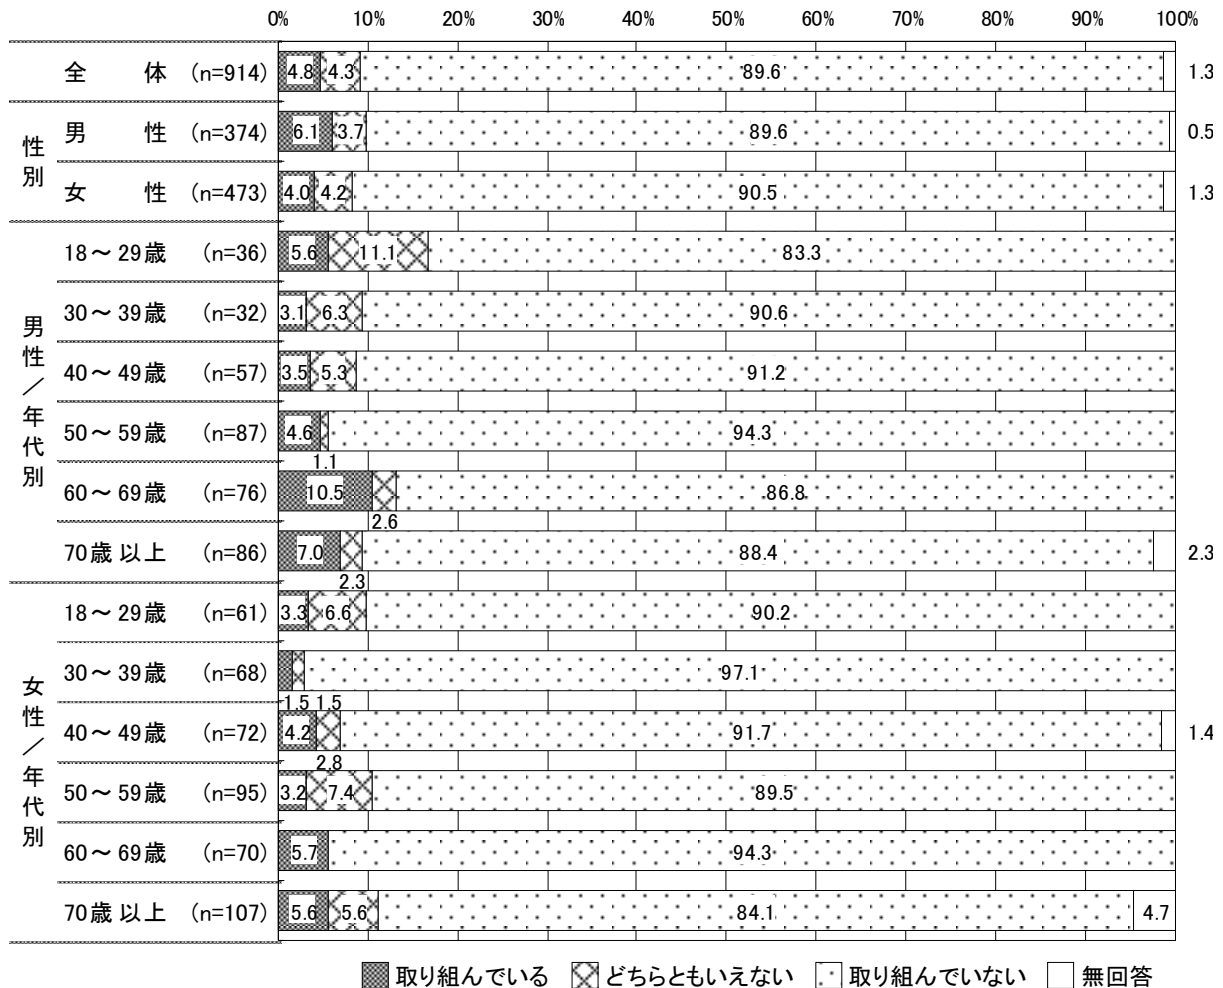 0% 10% 20% 30% 40% 50% 60% 70% 80% 90% 100%
全体 (n=914) 4.8 4.3 89.6 1.3
性別
男性 (n=374) 6.1 3.7 89.6 0.5
女性 (n=473) 4.0 4.2 90.5 1.3
男性／年代別
18～29歳 (n=36) 5.6 11.1 83.3
30～39歳 (n=32) 3.1 6.3 90.6
40～49歳 (n=57) 3.5 5.3 91.2
50～59歳 (n=87) 4.6 94.3
1.1
60～69歳 (n=76) 10.5 86.8
2.6
70歳以上 (n=86) 7.0 88.4 2.3
2.3
女性／年代別
18～29歳 (n=61) 3.3 6.6 90.2
30～39歳 (n=68) 97.1
1.5 1.5
40～49歳 (n=72) 4.2 91.7 1.4
2.8
50～59歳 (n=95) 3.2 7.4 89.5
60～69歳 (n=70) 5.7 94.3
70歳以上 (n=107) 5.6 5.6 84.1 4.7
取り組んでいる どちらともいえない 取り組んでいない 無回答